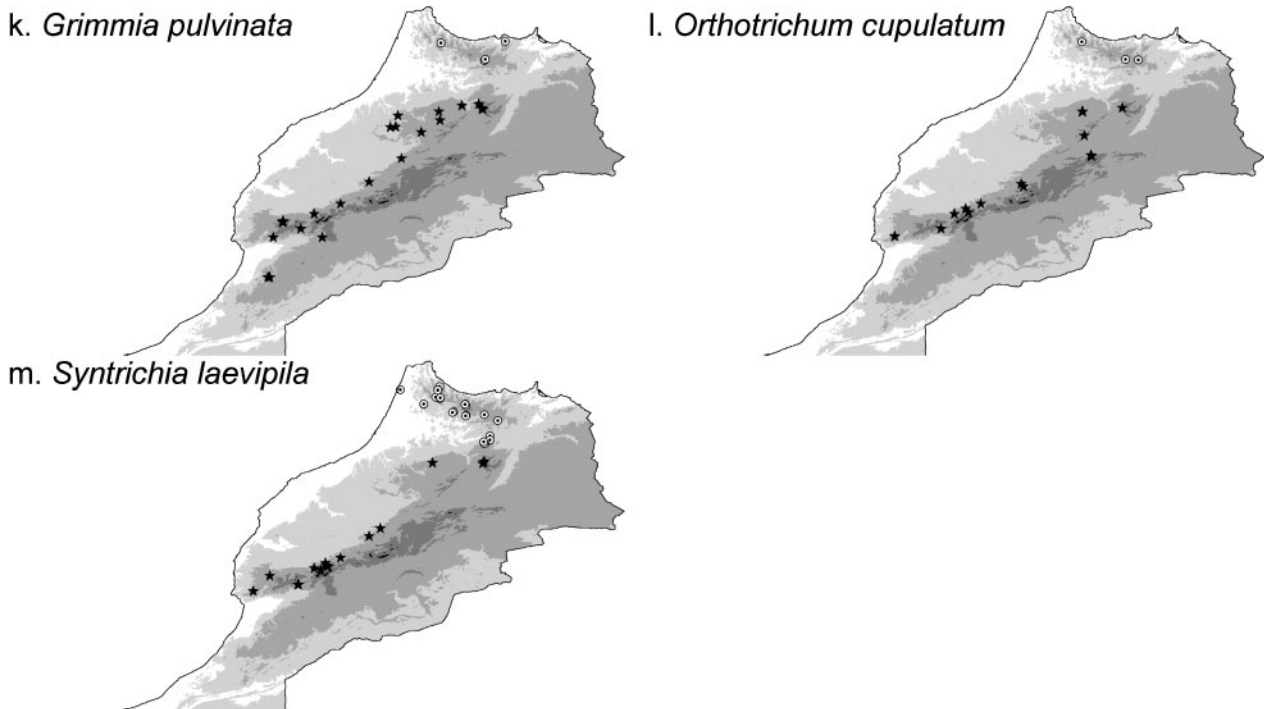 k. Grimmia pulvinata
l. Orthotrichum cupulatum
m. Syntrichia laevipila